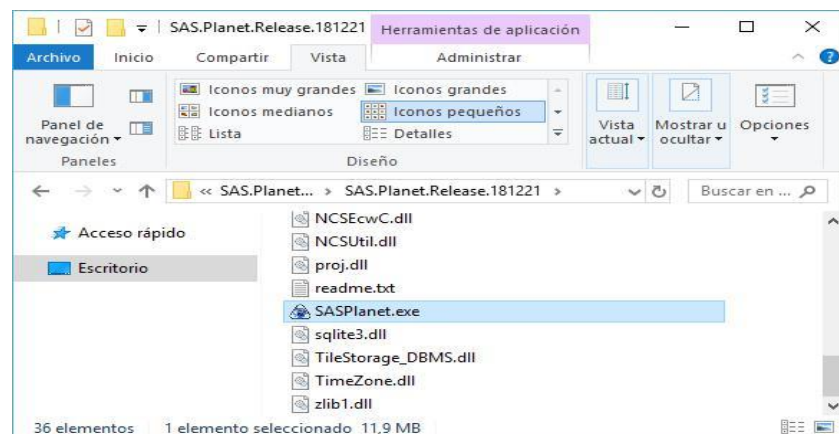 SAS.Planet.Release.181221 Herramientas de aplicación
Archivo Inicio Compartir Vista Administrar
Panel de navegación
Paneles
Iconos muy grandes Iconos grandes
Iconos medianos Iconos pequeños
Lista Detalles
Diseño
Vista actual
Mostrar u ocultar
Opciones
« SAS.Planet... > SAS.Planet.Release.181221 > Buscar en ...
Acceso rápido
Escritorio
NCSEcwC.dll
NCSUtil.dll
proj.dll
readme.txt
SASPlanet.exe
sqlite3.dll
TileStorage_DBMS.dll
TimeZone.dll
zlib1.dll
36 elementos 1 elemento seleccionado 11,9 MB